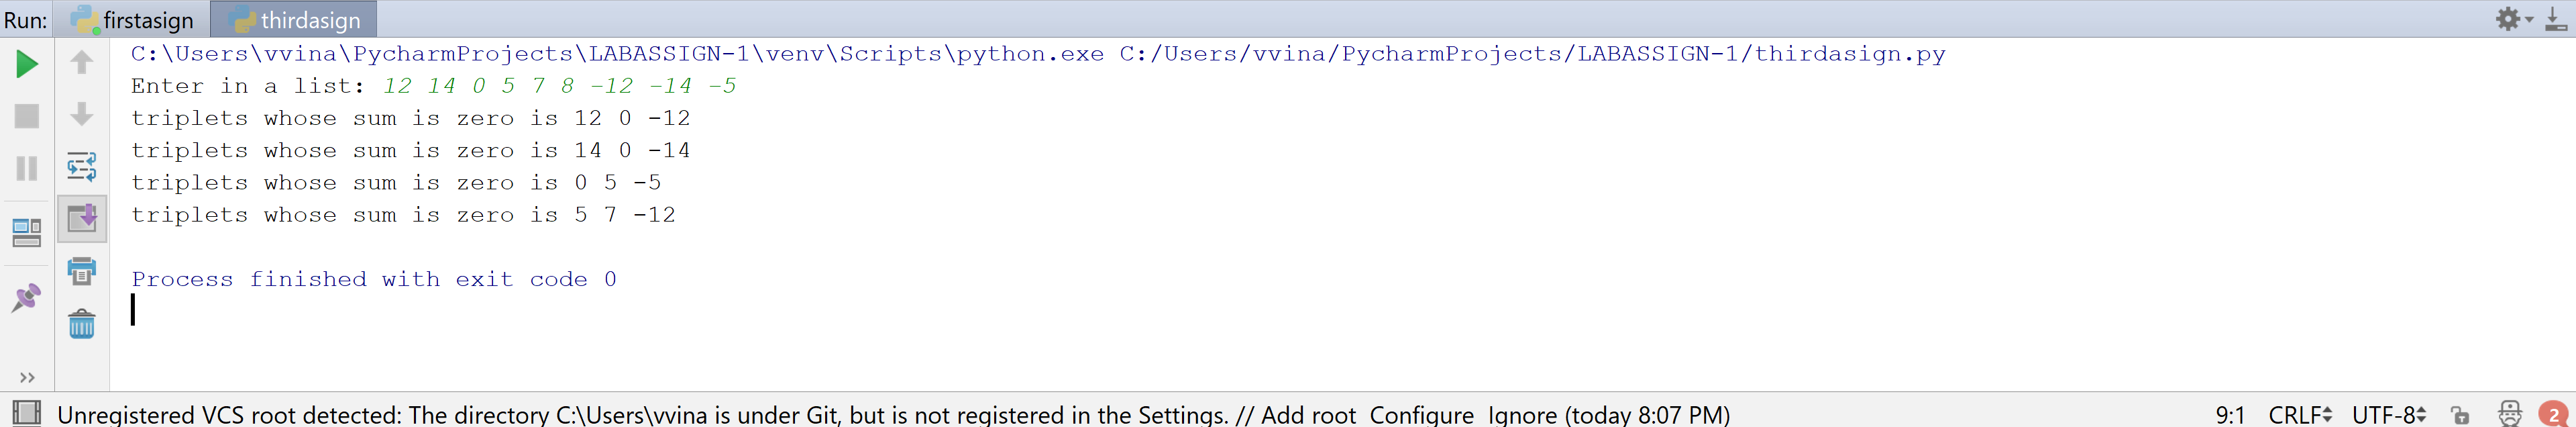 Run: firstasign thirdasign
C:\Users\vvina\PycharmProjects\LABASSIGN-1\venv\Scripts\python.exe C:/Users/vvina/PycharmProjects/LABASSIGN-1/thirdasign.py
Enter in a list: 12 14 0 5 7 8 -12 -14 -5
triplets whose sum is zero is 12 0 -12
triplets whose sum is zero is 14 0 -14
triplets whose sum is zero is 0 5 -5
triplets whose sum is zero is 5 7 -12
Process finished with exit code 0
Unregistered VCS root detected: The directory C:\Users\vvina is under Git, but is not registered in the Settings. // Add root Configure Ignore (today 8:07 PM) 9:1 CRLF UTF-8 2